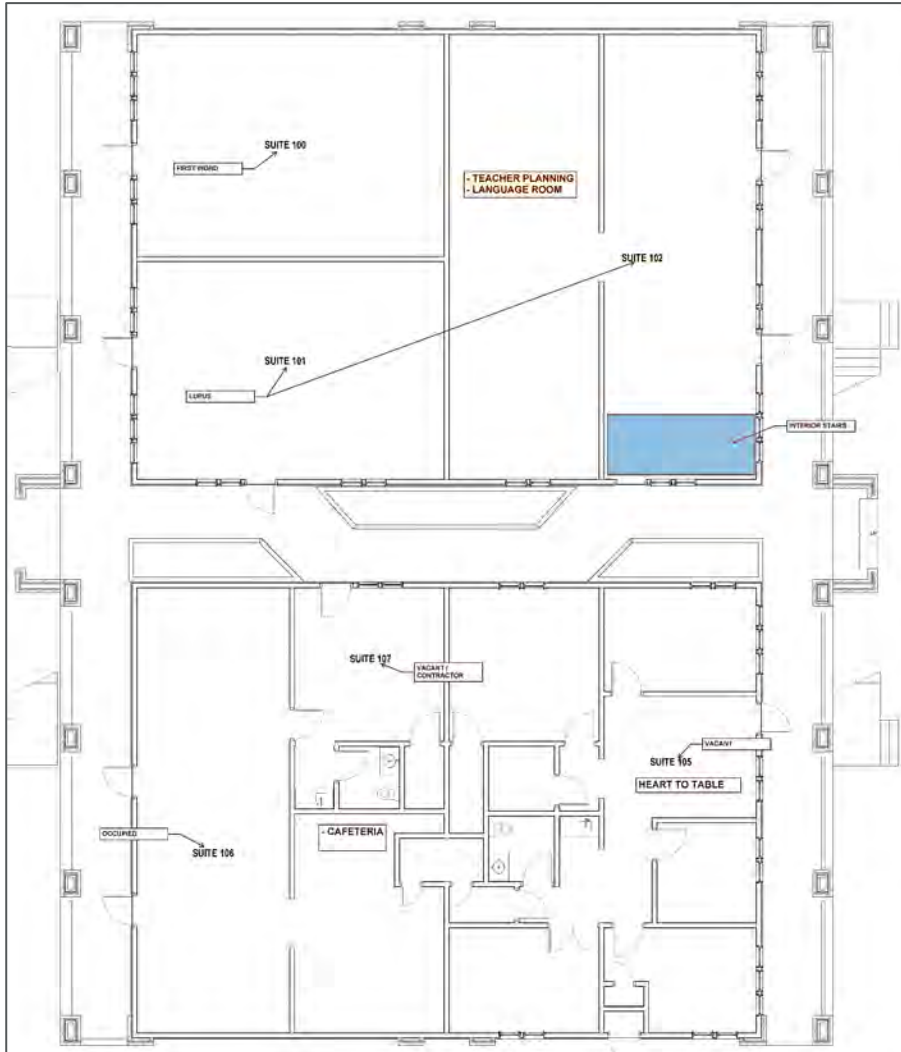 SUITE 100
FIRST WORD
- TEACHER PLANNING
- LANGUAGE ROOM
SUITE 102
SUITE 101
LUPUS
INTERIOR STAIRS
UP
SUITE 107
VACANT /
CONTRACTOR
VACANT
SUITE 105
HEART TO TABLE
- CAFETERIA
OCCUPIED
SUITE 106